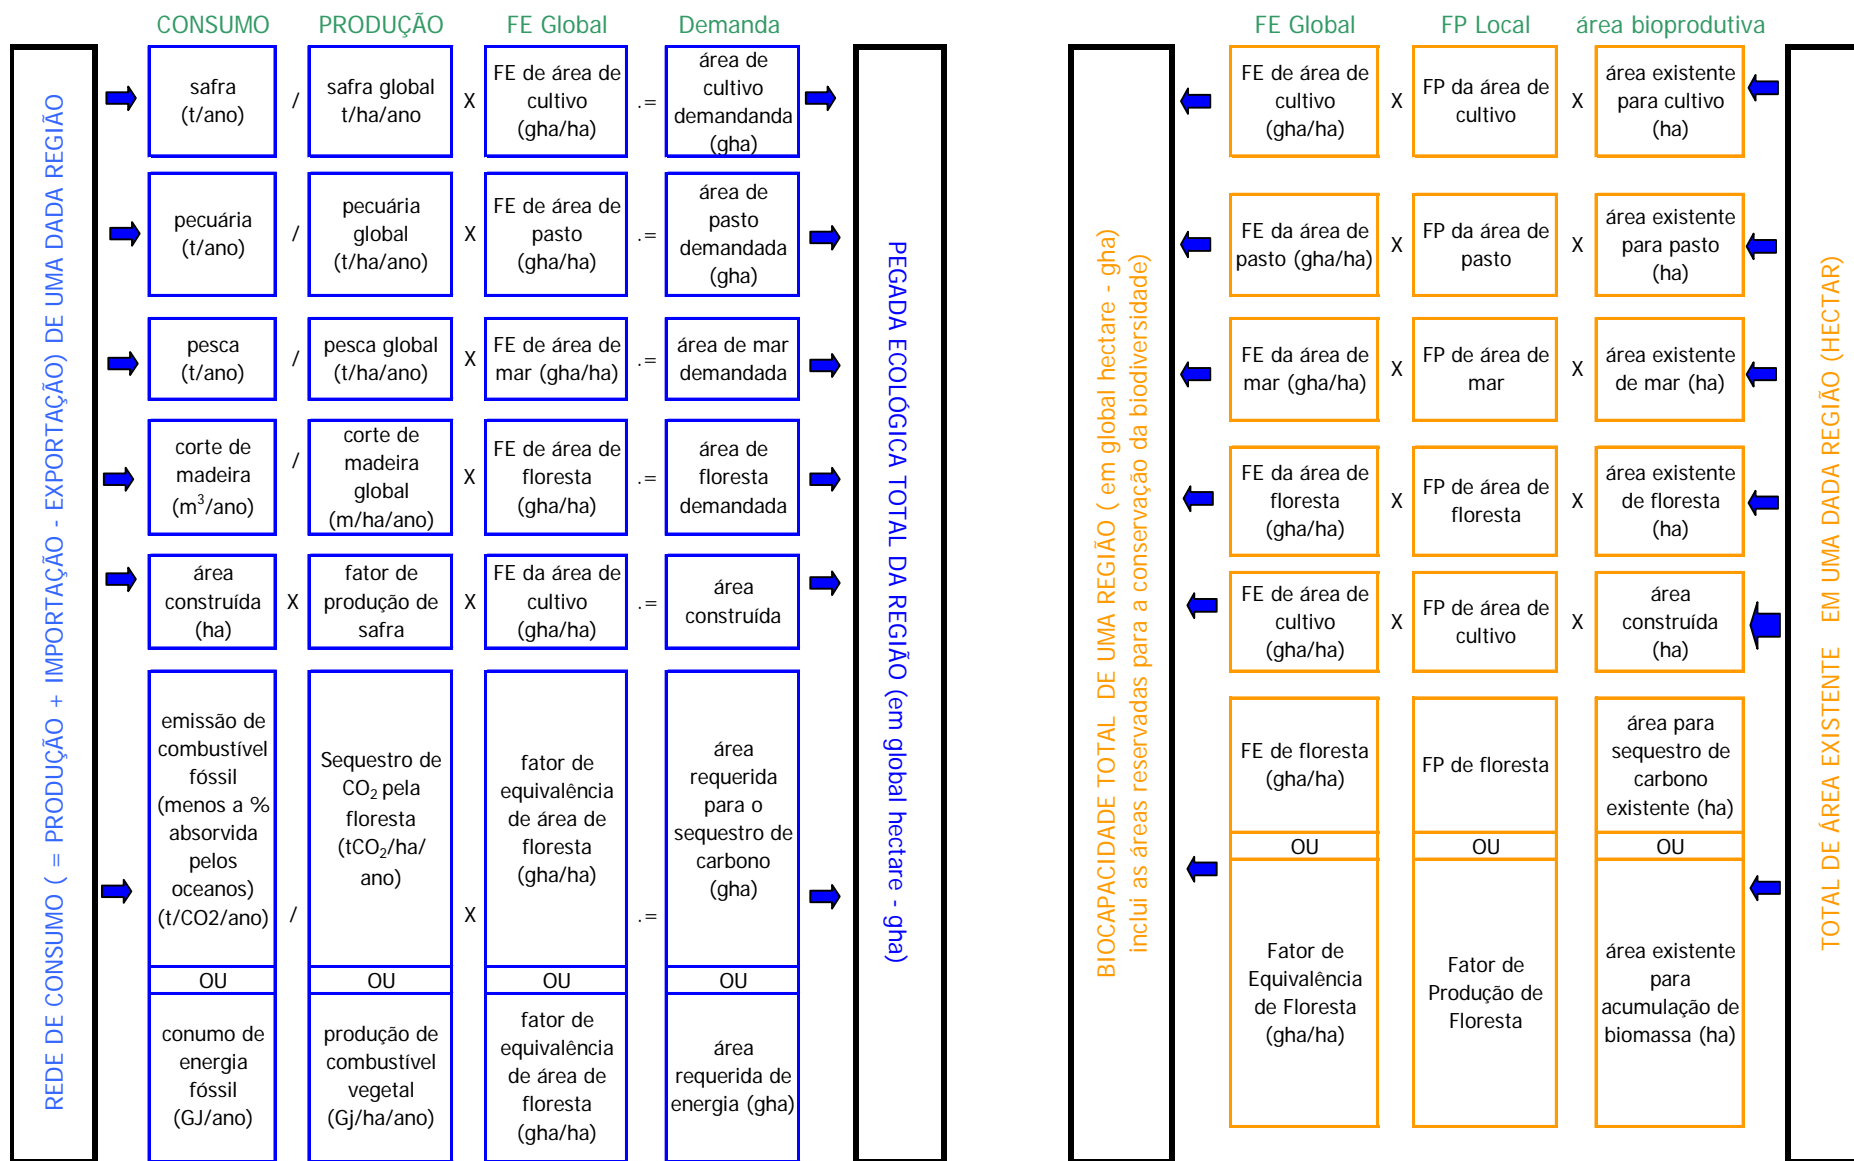 CONSUMO
PRODUÇÃO
FE Global
Demanda
REDE DE CONSUMO ( = PRODUÇÃO + IMPORTAÇÃO - EXPORTAÇÃO) DE UMA DADA REGIÃO
safra
(t/ano)
/
safra global
t/ha/ano
X
FE de área de
cultivo
(gha/ha)
.=
área de
cultivo
demandanda
(gha)
pecuária
(t/ano)
/
pecuária
global
(t/ha/ano)
X
FE de área de
pasto
(gha/ha)
.=
área de
pasto
demandada
(gha)
pesca
(t/ano)
/
pesca global
(t/ha/ano)
X
FE de área de
mar (gha/ha)
.=
área de mar
demandada
corte de
madeira
(m³/ano)
/
corte de
madeira
global
(m/ha/ano)
X
FE de área de
floresta
(gha/ha)
.=
área de
floresta
demandada
área
construída
(ha)
X
fator de
produção de
safra
X
FE da área de
cultivo
(gha/ha)
.=
área
construída
emissão de
combustível
fóssil
(menos a %
absorvida
pelos
oceanos)
(t/CO2/ano)
/
Sequestro de
CO₂ pela
floresta
(tCO₂/ha/
ano)
X
fator de
equivalência
de área de
floresta
(gha/ha)
.=
área
requerida
para o
sequestro de
carbono
(gha)
OU
OU
OU
OU
conumo de
energia
fóssil
(GJ/ano)
produção de
combustível
vegetal
(Gj/ha/ano)
fator de
equivalência
de área de
floresta
(gha/ha)
área
requerida de
energia (gha)
PEGADA ECOLÓGICA TOTAL DA REGIÃO (em global hectare - gha)
FE Global
FP Local
área bioprodutiva
BIOCAPACIDADE TOTAL DE UMA REGIÃO ( em global hectare - gha)
inclui as áreas reservadas para a conservação da biodiversidade)
FE de área de
cultivo
(gha/ha)
X
FP da área de
cultivo
X
área existente
para cultivo
(ha)
FE da área de
pasto (gha/ha)
X
FP da área de
pasto
X
área existente
para pasto
(ha)
FE da área de
mar (gha/ha)
X
FP de área de
mar
X
área existente
de mar (ha)
FE da área de
floresta
(gha/ha)
X
FP de área de
floresta
X
área existente
de floresta
(ha)
FE de área de
cultivo
(gha/ha)
X
FP de área de
cultivo
X
área
construída
(ha)
FE de floresta
(gha/ha)
FP de floresta
área para
sequestro de
carbono
existente (ha)
OU
OU
OU
Fator de
Equivalência
de Floresta
(gha/ha)
Fator de
Produção de
Floresta
área existente
para
acumulação de
biomassa (ha)
TOTAL DE ÁREA EXISTENTE EM UMA DADA REGIÃO (HECTAR)